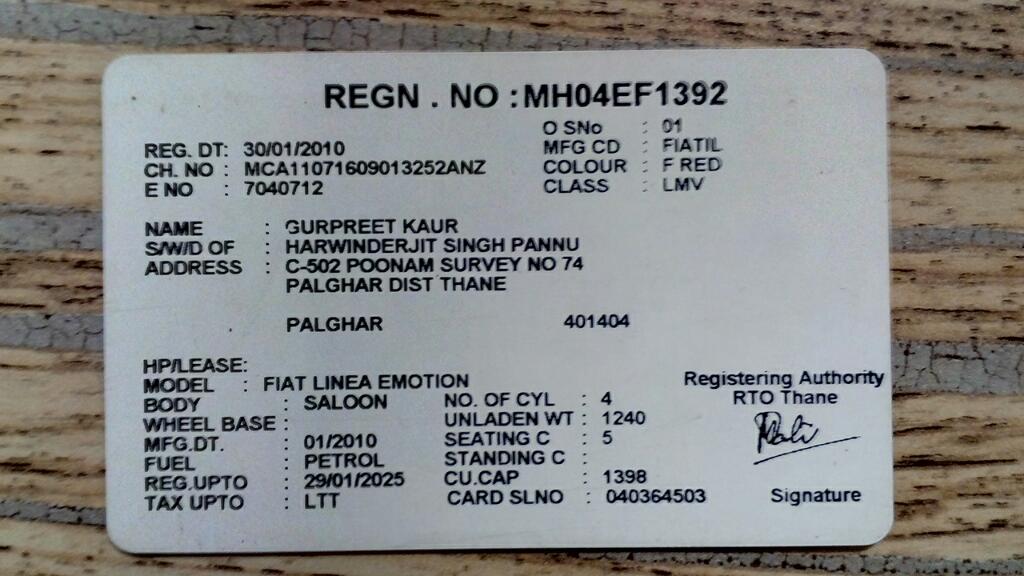 REGN . NO : MH04EF1392
O SNo : 01
REG. DT: 30/01/2010 MFG CD : FIATIL
CH. NO : MCA11071609013252ANZ COLOUR : F RED
E NO : 7040712 CLASS : LMV
NAME : GURPREET KAUR
S/W/D OF : HARWINDERJIT SINGH PANNU
ADDRESS : C-502 POONAM SURVEY NO 74
PALGHAR DIST THANE
PALGHAR 401404
HP/LEASE:
MODEL : FIAT LINEA EMOTION
BODY : SALOON NO. OF CYL : 4
WHEEL BASE : UNLADEN WT : 1240
MFG.DT. : 01/2010 SEATING C : 5
FUEL : PETROL STANDING C :
REG.UPTO : 29/01/2025 CU.CAP : 1398
TAX UPTO : LTT CARD SLNO : 040364503
Registering Authority
RTO Thane
Signature